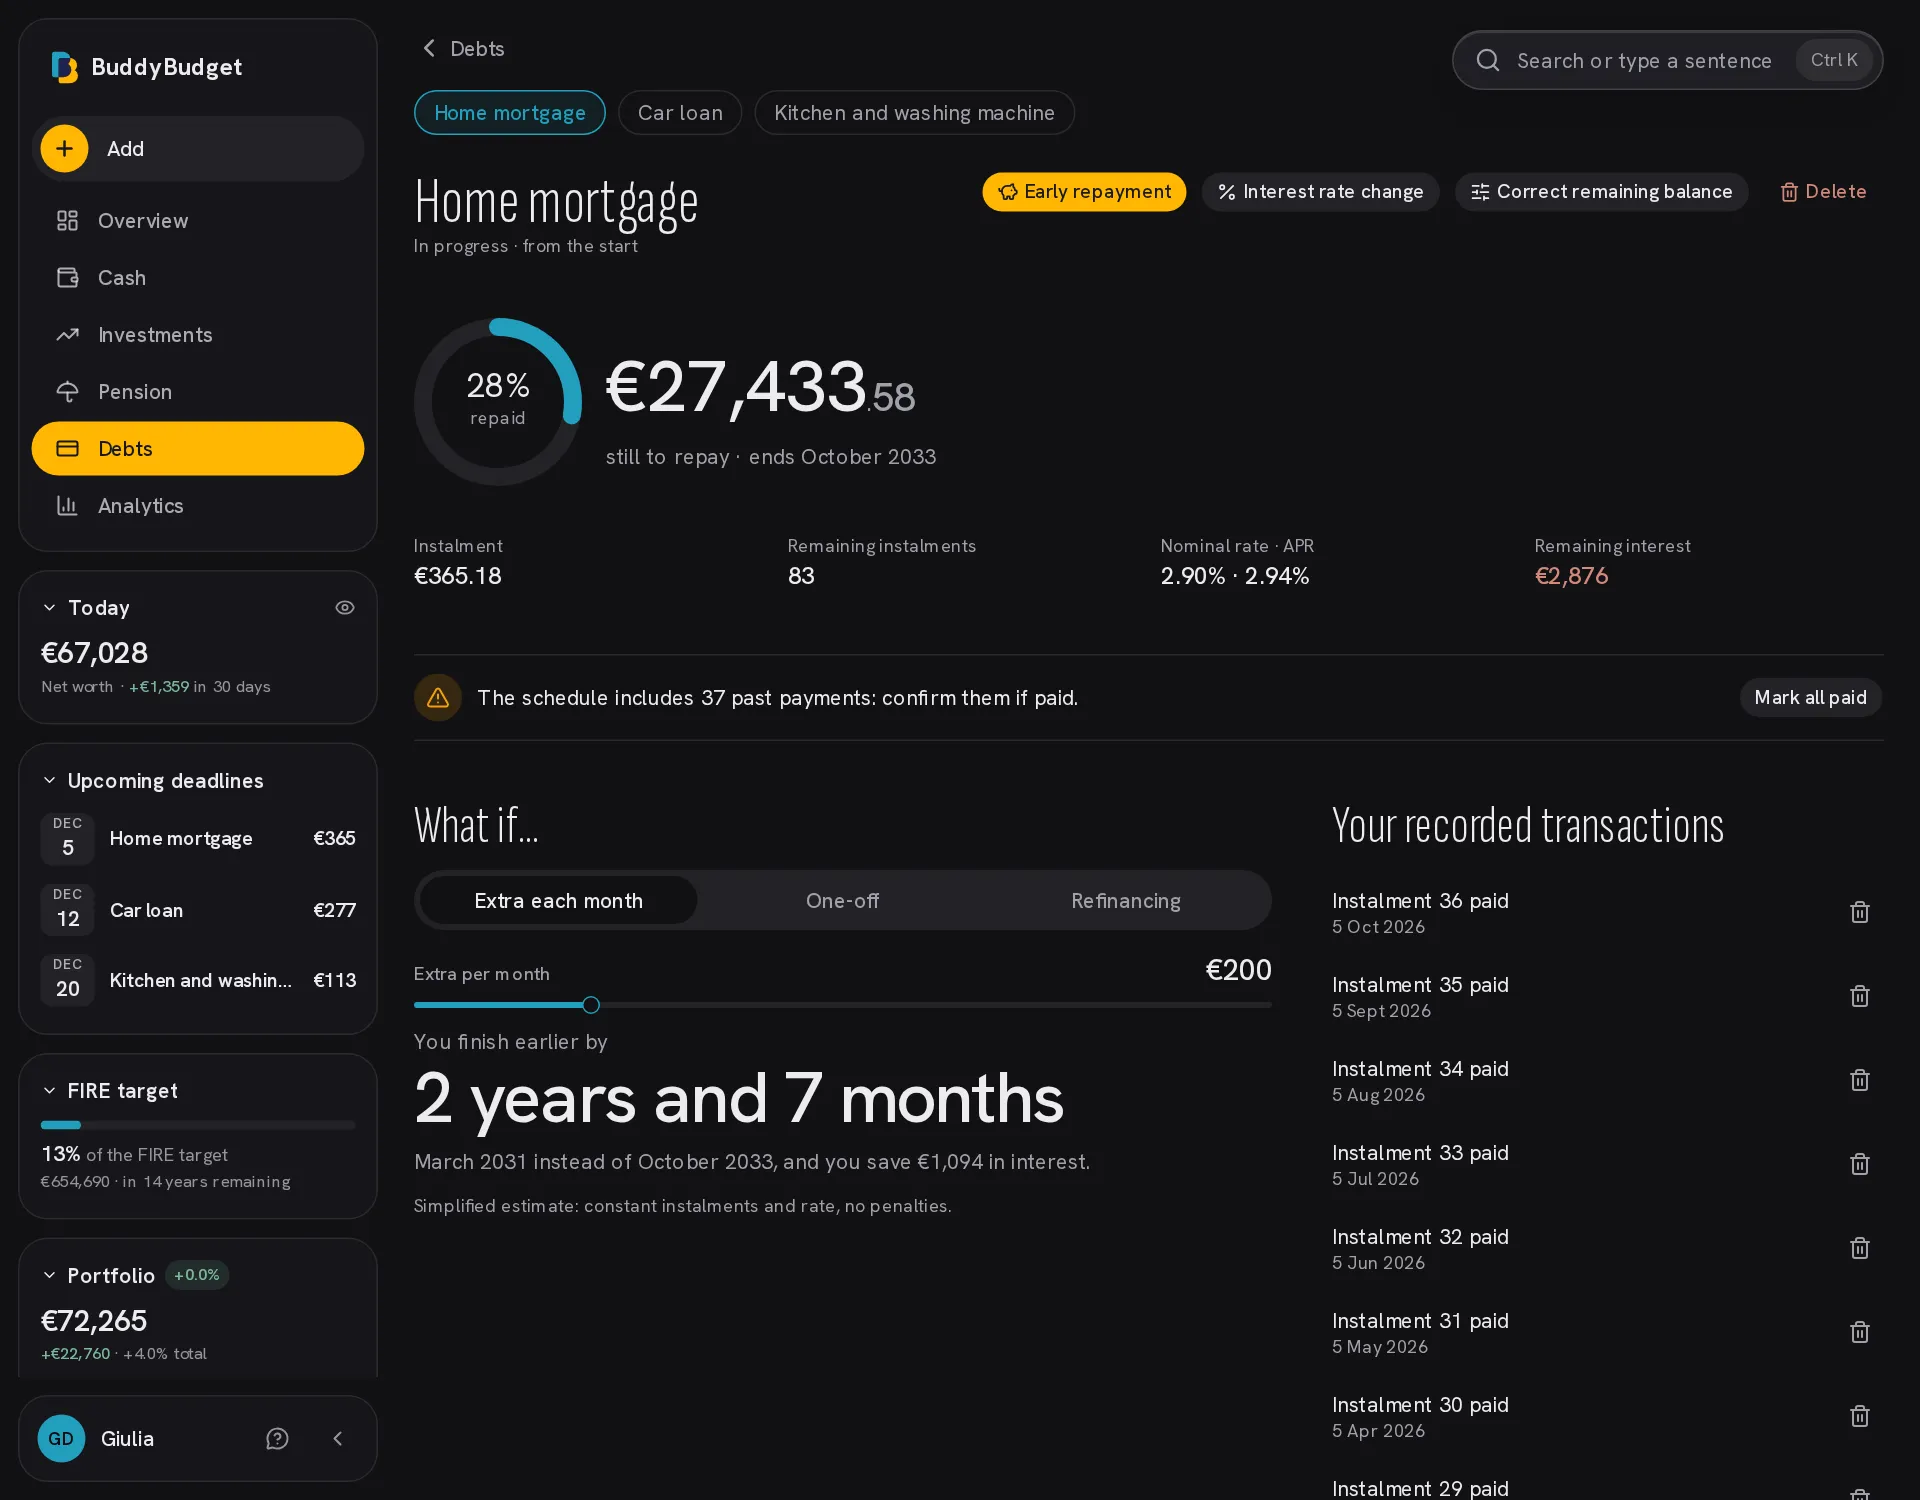 BuddyBudget
Add
Overview
Cash
Investments
Pension
Debts
Analytics
Today
€67,028
Net worth · +€1,359 in 30 days
Upcoming deadlines
DEC
5
Home mortgage
€365
DEC
12
Car loan
€277
DEC
20
Kitchen and washin...
€113
FIRE target
13% of the FIRE target
€654,690 · in 14 years remaining
Portfolio
+0.0%
€72,265
+€22,760 · +4.0% total
GD
Giulia
Debts
Search or type a sentence
Ctrl K
Home mortgage
Car loan
Kitchen and washing machine
Home mortgage
In progress · from the start
Early repayment
Interest rate change
Correct remaining balance
Delete
28%
repaid
€27,433.58
still to repay · ends October 2033
Instalment
€365.18
Remaining instalments
83
Nominal rate · APR
2.90% · 2.94%
Remaining interest
€2,876
The schedule includes 37 past payments: confirm them if paid.
Mark all paid
What if...
Extra each month
One-off
Refinancing
Extra per month
€200
You finish earlier by
2 years and 7 months
March 2031 instead of October 2033, and you save €1,094 in interest.
Simplified estimate: constant instalments and rate, no penalties.
Your recorded transactions
Instalment 36 paid
5 Oct 2026
Instalment 35 paid
5 Sept 2026
Instalment 34 paid
5 Aug 2026
Instalment 33 paid
5 Jul 2026
Instalment 32 paid
5 Jun 2026
Instalment 31 paid
5 May 2026
Instalment 30 paid
5 Apr 2026
Instalment 29 paid